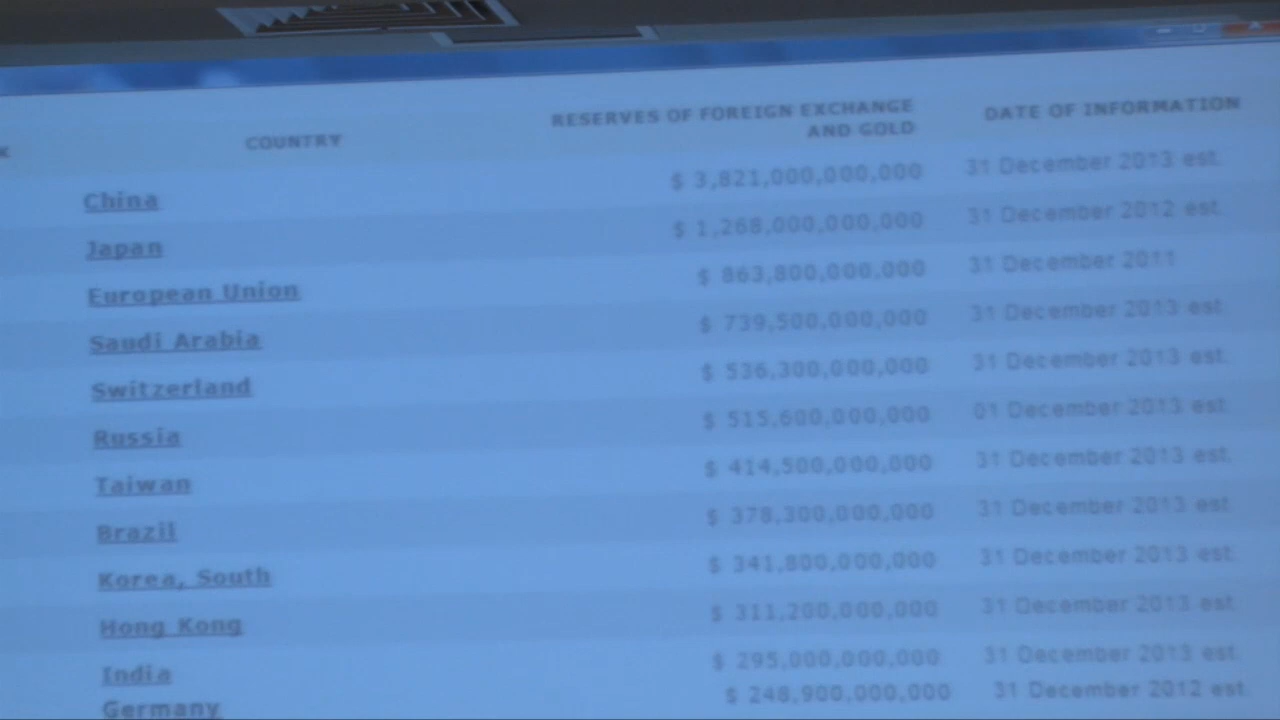 K COUNTRY RESERVES OF FOREIGN EXCHANGE AND GOLD DATE OF INFORMATION
China $ 3,821,000,000,000 31 December 2013 est.
Japan $ 1,268,000,000,000 31 December 2012 est.
European Union $ 863,800,000,000 31 December 2011
Saudi Arabia $ 739,500,000,000 31 December 2013 est.
Switzerland $ 536,300,000,000 31 December 2013 est.
Russia $ 515,600,000,000 01 December 2013 est.
Taiwan $ 414,500,000,000 31 December 2013 est.
Brazil $ 378,300,000,000 31 December 2013 est.
Korea, South $ 341,800,000,000 31 December 2013 est.
Hong Kong $ 311,200,000,000 31 December 2013 est.
India $ 295,000,000,000 31 December 2013 est.
Germany $ 248,900,000,000 31 December 2012 est.